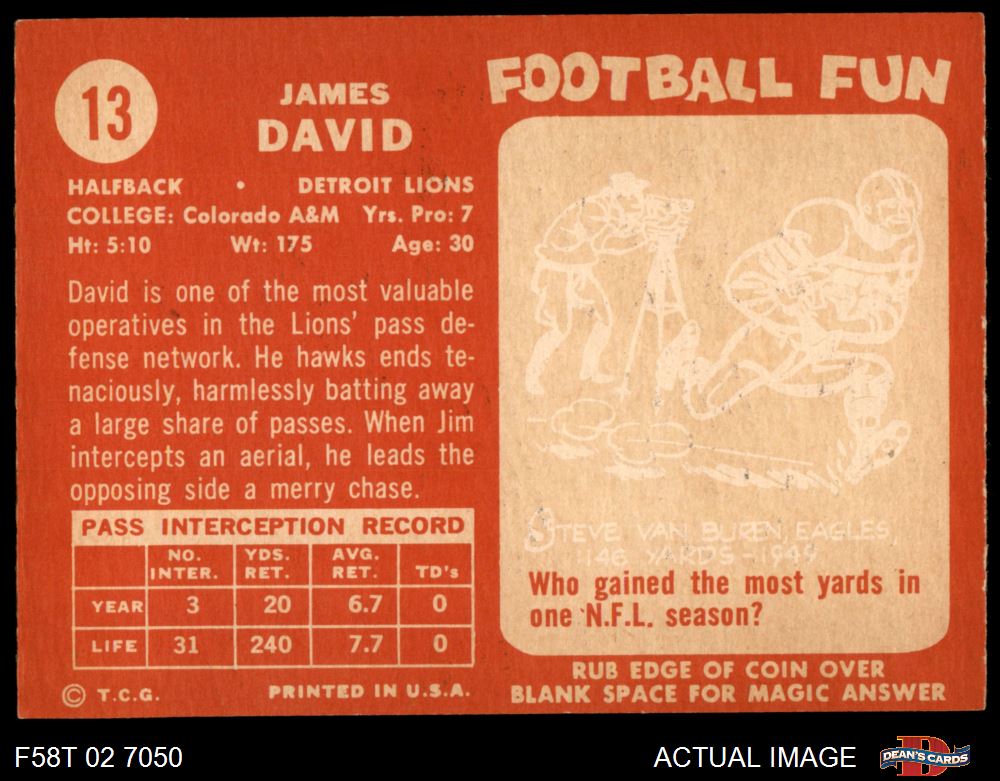 13
JAMES
DAVID
HALFBACK • DETROIT LIONS
COLLEGE: Colorado A&M Yrs. Pro: 7
Ht: 5:10 Wt: 175 Age: 30
David is one of the most valuable
operatives in the Lions' pass de-
fense network. He hawks ends te-
naciously, harmlessly batting away
a large share of passes. When Jim
intercepts an aerial, he leads the
opposing side a merry chase.
PASS INTERCEPTION RECORD
NO. INTER. YDS. RET. AVG. RET. TD's
YEAR 3 20 6.7 0
LIFE 31 240 7.7 0
© T.C.G. PRINTED IN U.S.A.
FOOTBALL FUN
STEVE VAN BUREN, EAGLES,
1146 YARDS - 1949
Who gained the most yards in
one N.F.L. season?
RUB EDGE OF COIN OVER
BLANK SPACE FOR MAGIC ANSWER
F58T 02 7050
ACTUAL IMAGE
DEAN'S CARDS